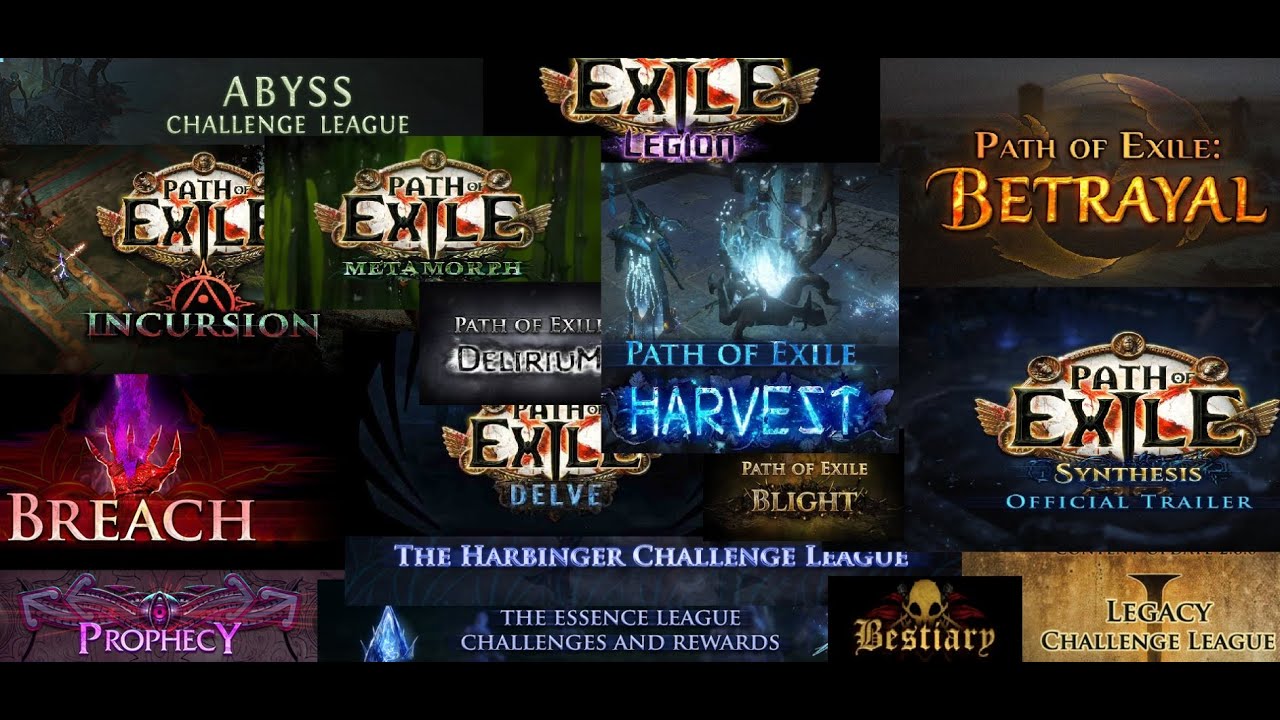 ABYSS
CHALLENGE LEAGUE
EXILE
LEGION
PATH OF EXILE:
BETRAYAL
PATH OF
EXILE
INCURSION
PATH OF
EXILE
METAMORPH
PATH OF EXILE
DELIRIUM
PATH OF EXILE
HARVEST
PATH OF
EXILE
SYNTHESIS
OFFICIAL TRAILER
BREACH
PATH OF
EXILE
DELVE
PATH OF EXILE
BLIGHT
THE HARBINGER CHALLENGE LEAGUE
PROPHECY
THE ESSENCE LEAGUE
CHALLENGES AND REWARDS
Bestiary
LEGACY
CHALLENGE LEAGUE